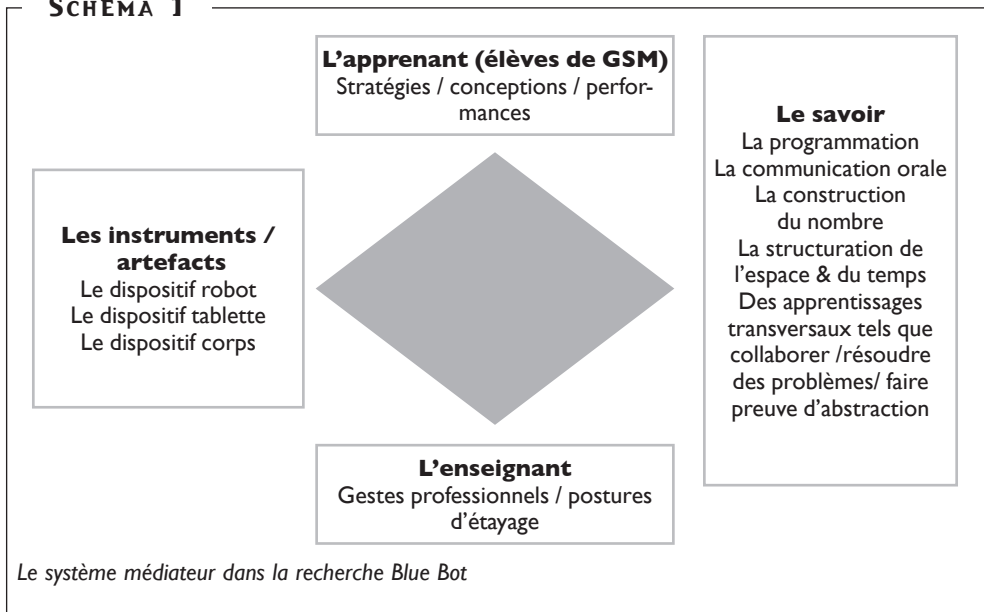 SCHÉMA 1
L'apprenant (élèves de GSM)
Stratégies / conceptions / perfor-
mances
Les instruments /
artefacts
Le dispositif robot
Le dispositif tablette
Le dispositif corps
Le savoir
La programmation
La communication orale
La construction
du nombre
La structuration de
l'espace & du temps
Des apprentissages
transversaux tels que
collaborer /résoudre
des problèmes/ faire
preuve d'abstraction
L'enseignant
Gestes professionnels / postures
d'étayage
Le système médiateur dans la recherche Blue Bot